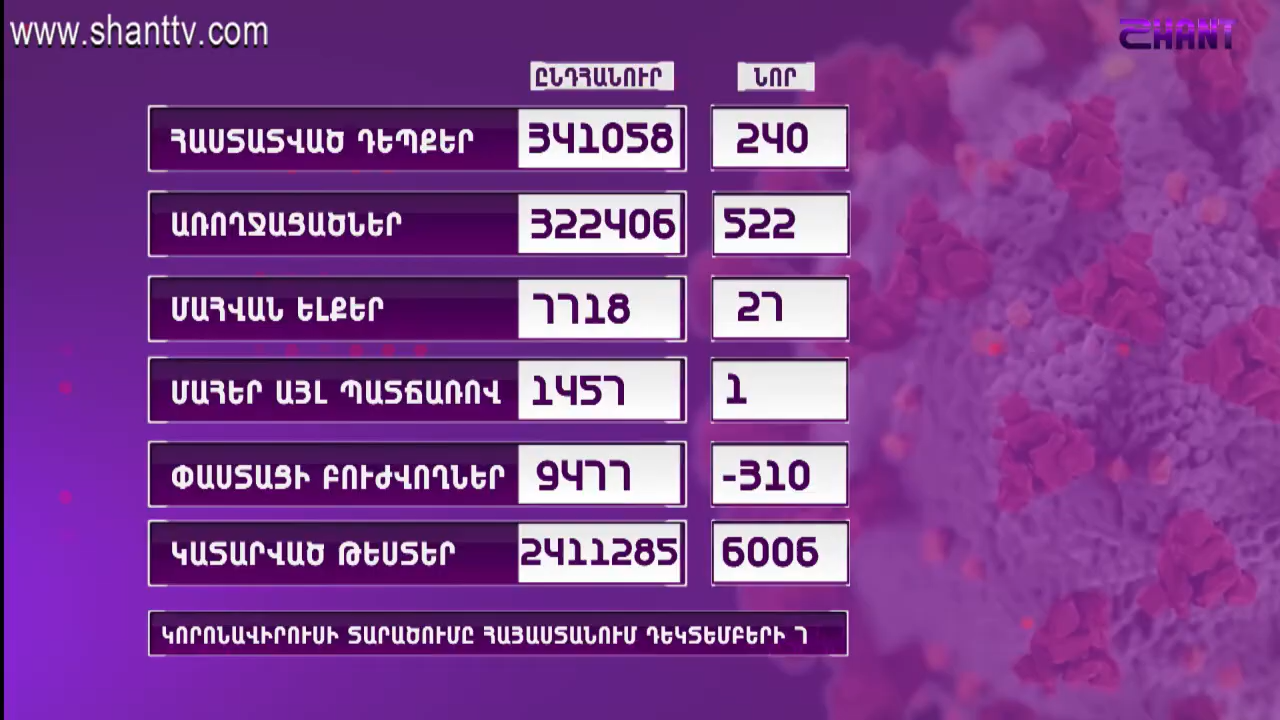 www.shanttv.com
SHANT
ԸՆԴՀԱՆՈՒՐ ՆՈՐ
ՀԱՍՏԱՏՎԱԾ ԴԵՊՔԵՐ 341058 240
ԱՌՈՂՋԱՑԱԾՆԵՐ 322406 522
ՄԱՀՎԱՆ ԵԼՔԵՐ 7718 27
ՄԱՀԵՐ ԱՅԼ ՊԱՏՃԱՌՈՎ 1457 1
ՓԱՍՏԱՑԻ ԲՈՒԺՎՈՂՆԵՐ 9477 -310
ԿԱՏԱՐՎԱԾ ԹԵՍՏԵՐ 2411285 6006
ԿՈՐՈՆԱՎԻՐՈՒՍԻ ՏԱՐԱԾՈՒՄԸ ՀԱՅԱՍՏԱՆՈՒՄ ԴԵԿՏԵՄԲԵՐԻ 7